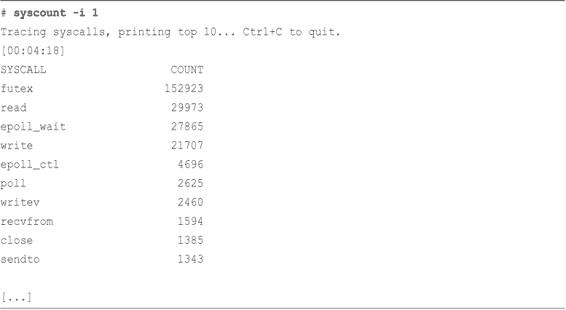 # syscount -i 1
Tracing syscalls, printing top 10... Ctrl+C to quit.
[00:04:18]
SYSCALL COUNT
futex 152923
read 29973
epoll_wait 27865
write 21707
epoll_ctl 4696
poll 2625
writev 2460
recvfrom 1594
close 1385
sendto 1343
[...]